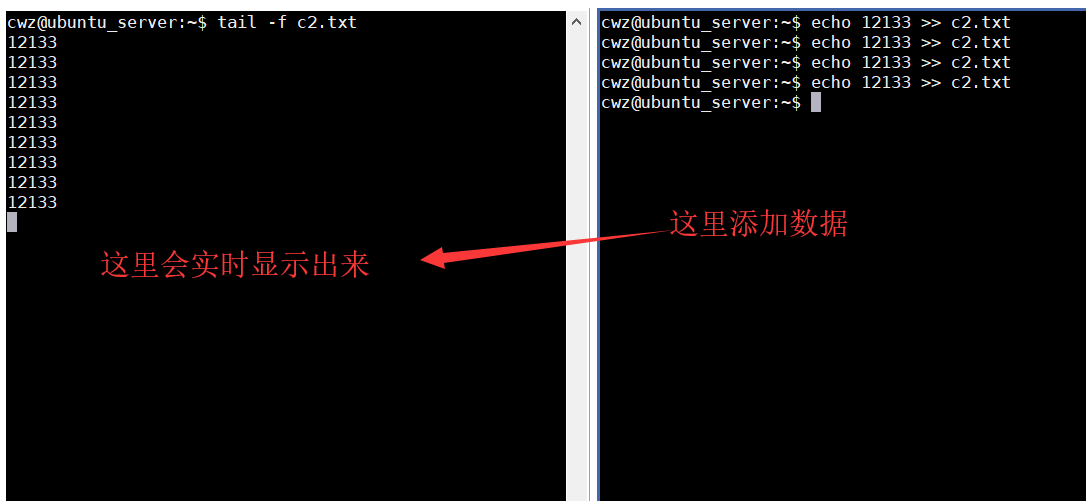 cwz@ubuntu_server:~$ tail -f c2.txt
12133
12133
12133
12133
12133
12133
12133
12133
12133
这里会实时显示出来
cwz@ubuntu_server:~$ echo 12133 >> c2.txt
cwz@ubuntu_server:~$ echo 12133 >> c2.txt
cwz@ubuntu_server:~$ echo 12133 >> c2.txt
cwz@ubuntu_server:~$ echo 12133 >> c2.txt
cwz@ubuntu_server:~$
这里添加数据